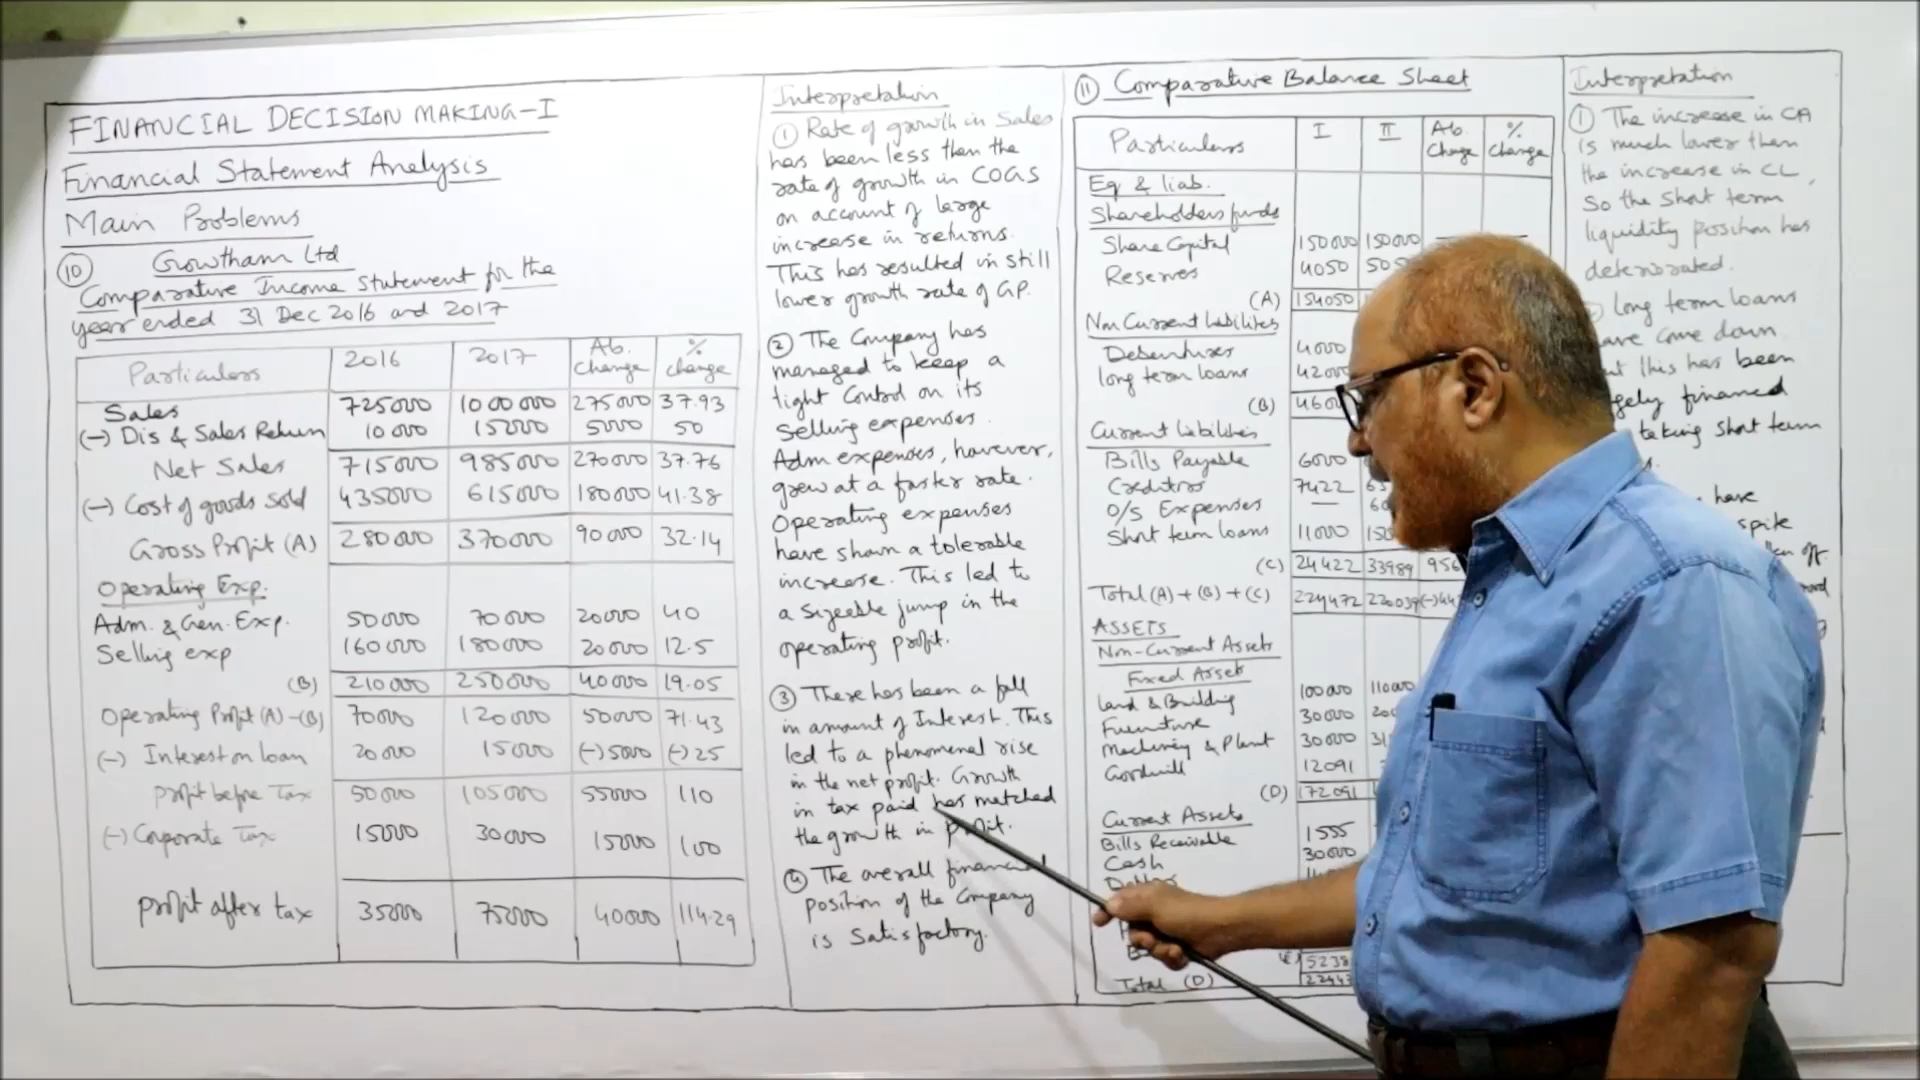 FINANCIAL DECISION MAKING-I
Financial Statement Analysis
Main Problems
10 Growtham Ltd
Comparative Income Statement for the
year ended 31 Dec 2016 and 2017
Particulars 2016 2017 Ab. change % change
Sales 725000 1000000 275000 37.93
(-) Dis & Sales Return 10000 15000 5000 50
Net Sales 715000 985000 270000 37.76
(-) Cost of goods sold 435000 615000 180000 41.38
Gross Profit (A) 280000 370000 90000 32.14
Operating Exp.
Adm. & Gen. Exp. 50000 70000 20000 40
Selling exp 160000 180000 20000 12.5
(B) 210000 250000 40000 19.05
Operating Profit (A)-(B) 70000 120000 50000 71.43
(-) Interest on loan 20000 15000 (-)5000 (-)25
profit before Tax 50000 105000 55000 110
(-) Corporate Tax 15000 30000 15000 100
profit after tax 35000 75000 40000 114.29
Interpretation
1 Rate of growth in Sales
has been less then the
rate of growth in COGS
on account of large
increase in returns.
This has resulted in still
lower growth rate of GP.
2 The Company has
managed to keep a
tight Control on its
Selling expenses.
Adm expenses, however,
grew at a faster rate.
Operating expenses
have shown a tolerable
increase. This led to
a sizeable jump in the
operating profit.
3 There has been a fall
in amount of Interest. This
led to a phenomenal rise
in the net profit. Growth
in tax paid has matched
the growth in profit.
4 The overall financial
position of the Company
is Satisfactory.
11 Comparative Balance Sheet
Particulars I II Ab. Change % change
Eq & liab.
Shareholders funds
Share Capital 150000 150000
Reserves 4050 505
(A) 154050
Non Current liabilities
Debentures 4000
long term loans 42000
(B) 4600
Current liabilities
Bills Payable 6000
Creditors 7422
O/S Expenses —
Short term loans 11000 150
(C) 24422 33989 956
Total (A) + (B) + (C) 224472 220039
ASSETS
Non-Current Assets
Fixed Assets
Land & Building 100000 110000
Furniture 30000 20
Machinery & Plant 30000 31
Goodwill 12091
(D) 172091
Current Assets
Bills Receivable 1555
Cash 30000
Total (D)
Interpretation
1 The increase in CA
is much lower then
the increase in CL,
So the Short term
liquidity position has
deteriorated.
long term loans
ave come down
this has been
gely financed
taking short term
have
spite